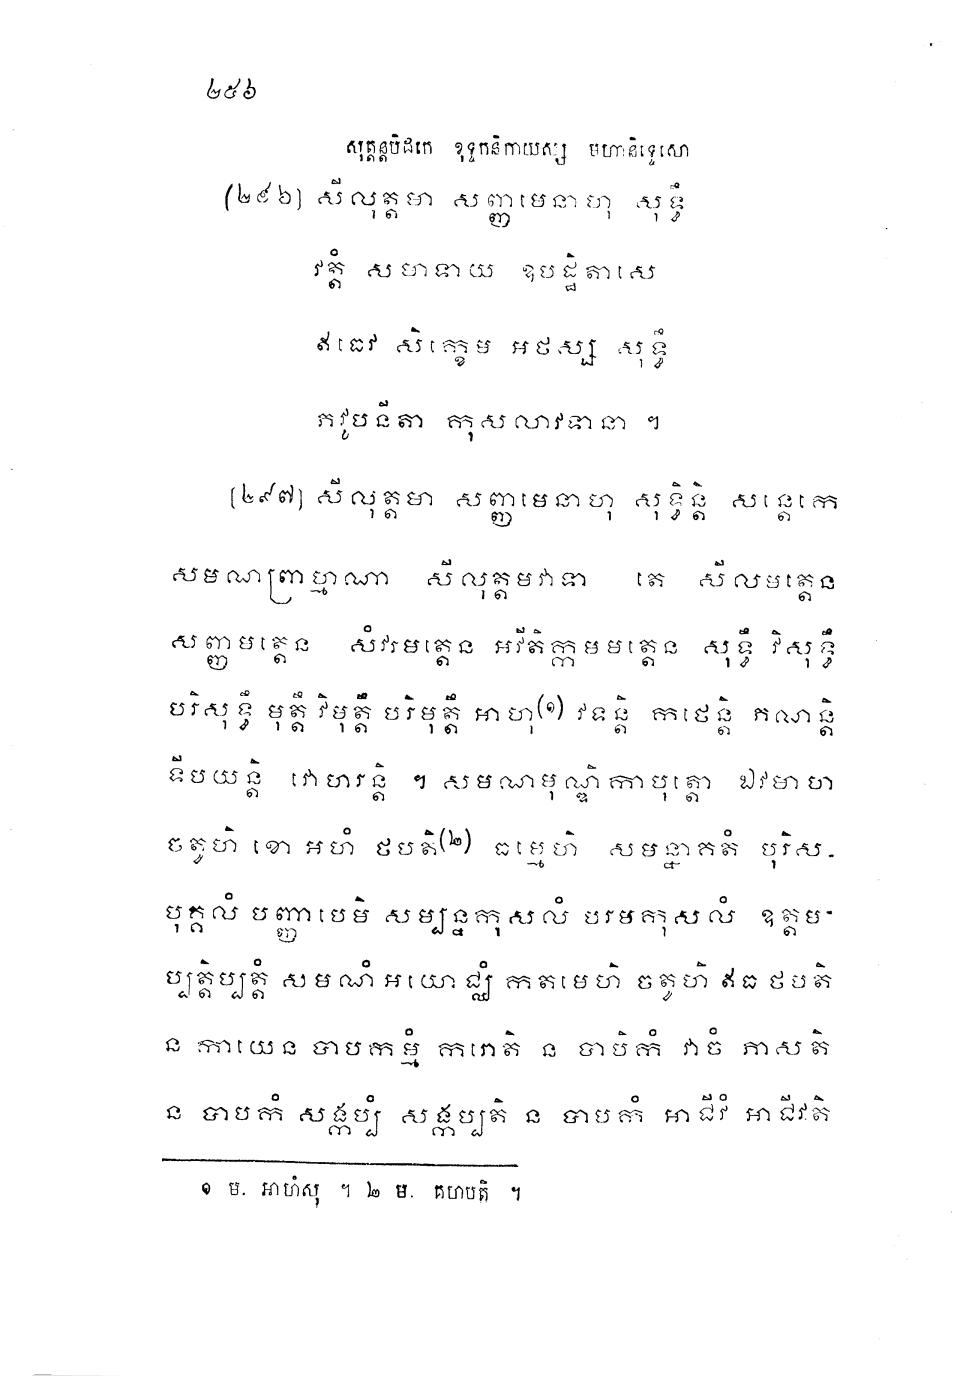 ២៥៦
សុត្តន្តបិដកេ ខុទ្ទកនិកាយស្ស មហានិទ្ទេសោ
(២៩៦) សីលុត្តមា សញ្ញមេនាហុ សុទ្ធឹ
វត្តំ សមាទាយ ឧបដ្ឋិតាសេ
ឥធេវ សិក្ខេម អថស្ស សុទ្ធឹ
ភវូបនីតា កុសលាវទានា ។
(២៩៧) សីលុត្តមា សញ្ញមេនាហុ សុទ្ធិន្តិ សន្តេកេ
សមណព្រាហ្មណា សីលុត្តមវាទា តេ សីលមត្តេន
សញ្ញមត្តេន សំវរមត្តេន អវីតិក្កមមត្តេន សុទ្ធឹ វិសុទ្ធឹ
បរិសុទ្ធឹ មុត្តឹ វិមុត្តឹ បរិមុត្តឹ អាហុ(១) វទន្តិ កថេន្តិ ភណន្តិ
ទីបយន្តិ វោហរន្តិ ។ សមណមុណ្ឌិកាបុត្តោ ឯវមាហ
ចតូហិ ខោ អហំ ថបតិ(២) ធម្មេហិ សមន្នាគតំ បុរិស-
បុគ្គលំ បញ្ញាបេមិ សម្បន្នកុសលំ បរមកុសលំ ឧត្តម-
ប្បត្តិប្បត្តំ សមណំ អយោជ្ឈំ កតមេហិ ចតូហិ ឥធ ថបតិ
ន កាយេន បាបកម្មំ ករោតិ ន បាបិកំ វាចំ ភាសតិ
ន បាបកំ សង្កប្បំ សង្កប្បតិ ន បាបកំ អាជីវំ អាជីវតិ
១ ម. អាហំសុ ។ ២ ម. គហបតិ ។